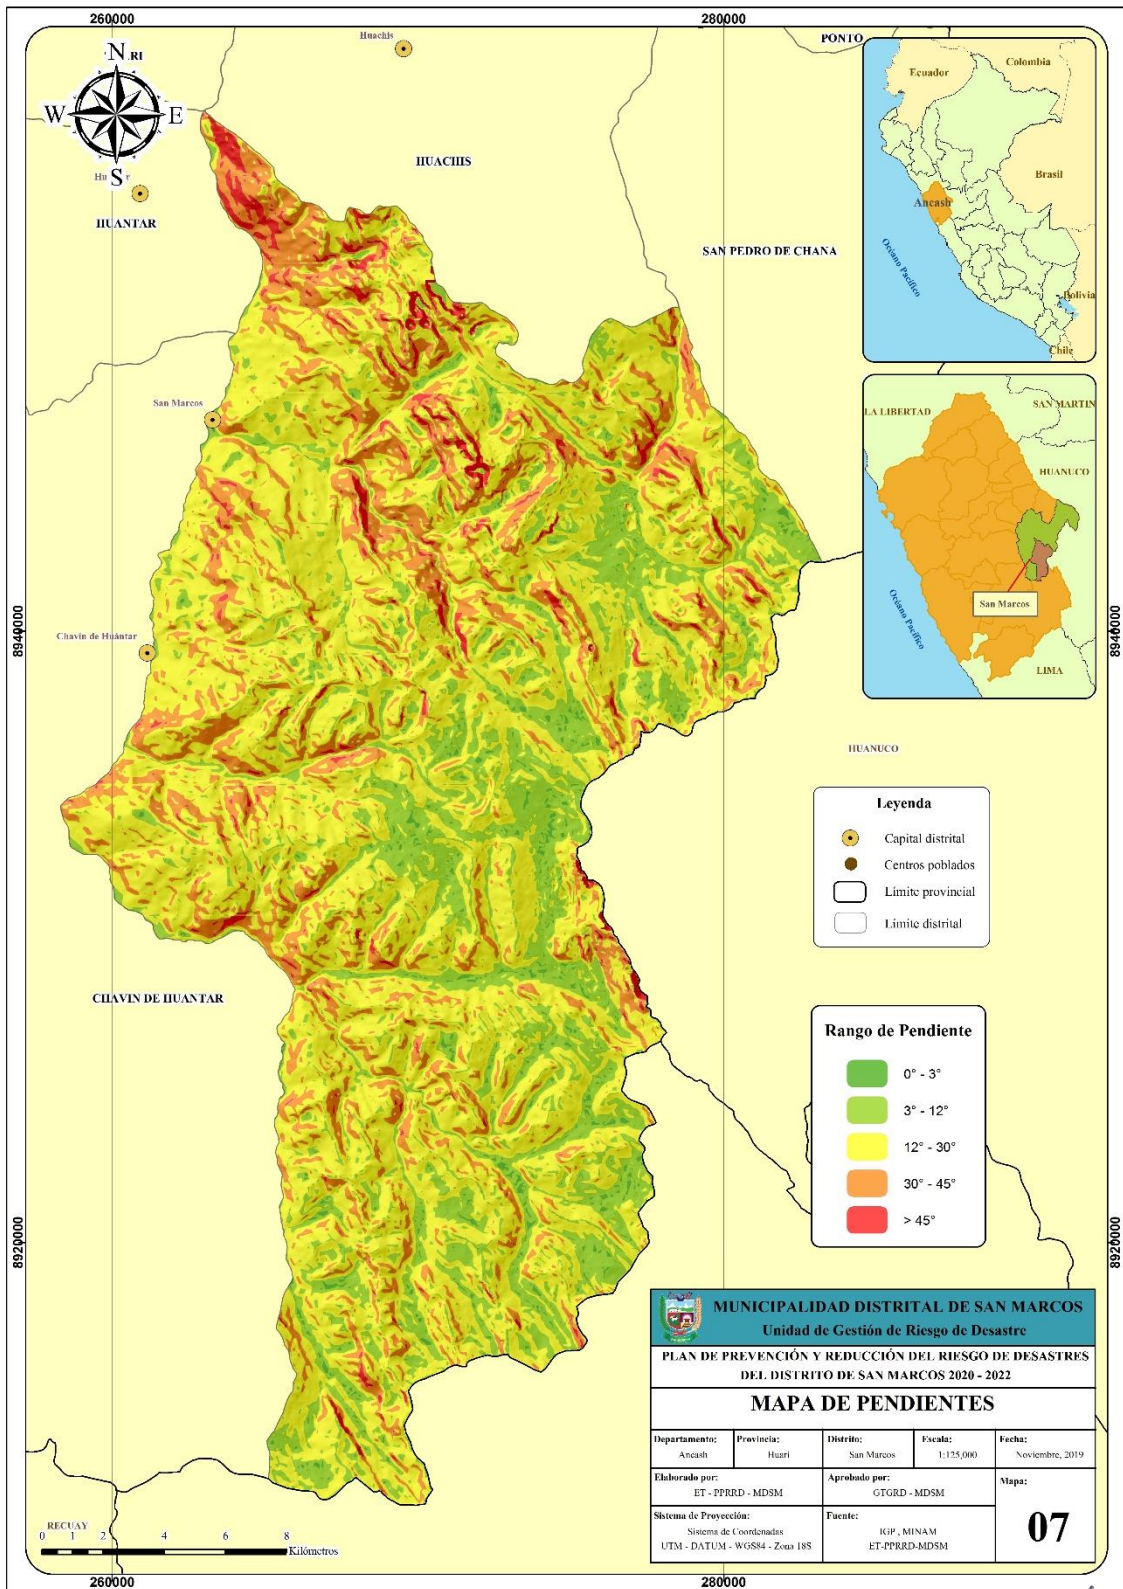 260000
280000
Huachis
PONTO
N
.RI
W
E
S
HUACHIS
HUANTAR
SAN PEDRO DE CHANA
San Marcos
Chavin de Huántar
8940000
8940000
HUANUCO
CHAVIN DE HUANTAR
8920000
8920000
RECUAY
0 1 2 4 6 8
Kilómetros
260000
280000
Ecuador
Colombia
Brasil
Ancash
Océano Pacífico
Bolivia
Chile
LA LIBERTAD
SAN MARTIN
HUANUCO
San Marcos
Océano Pacífico
LIMA
Leyenda
Capital distrital
Centros poblados
Límite provincial
Límite distrital
Rango de Pendiente
0° - 3°
3° - 12°
12° - 30°
30° - 45°
> 45°
MUNICIPALIDAD DISTRITAL DE SAN MARCOS
Unidad de Gestión de Riesgo de Desastre
PLAN DE PREVENCIÓN Y REDUCCIÓN DEL RIESGO DE DESASTRES
DEL DISTRITO DE SAN MARCOS 2020 - 2022
MAPA DE PENDIENTES
Departamento: Provincia: Distrito: Escala: Fecha:
Ancash Huari San Marcos 1:125,000 Noviembre, 2019
Elaborado por: Aprobado por: Mapa:
ET - PPRRD - MDSM GTGRD - MDSM
07
Sistema de Proyección: Fuente:
Sistema de Coordenadas IGP , MINAM
UTM - DATUM - WGS84 - Zona 18S ET-PPRRD-MDSM